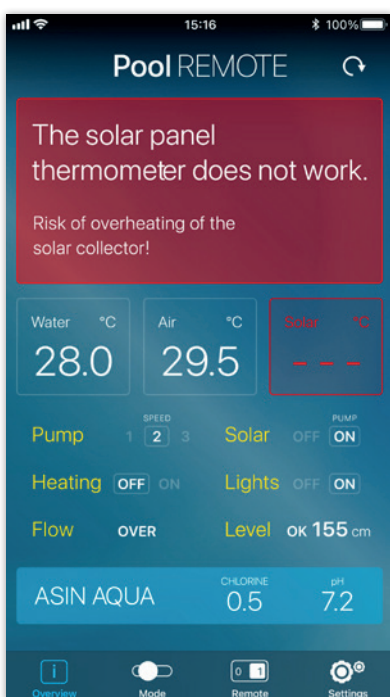 15:16 100%
Pool REMOTE
The solar panel
thermometer does not work.
Risk of overheating of the
solar collector!
Water °C Air °C Solar °C
28.0 29.5 - - -
SPEED PUMP
Pump 1 2 3 Solar OFF ON
Heating OFF ON Lights OFF ON
Flow OVER Level OK 155 cm
CHLORINE pH
ASIN AQUA 0.5 7.2
i 0 1
Overview Mode Remote Settings